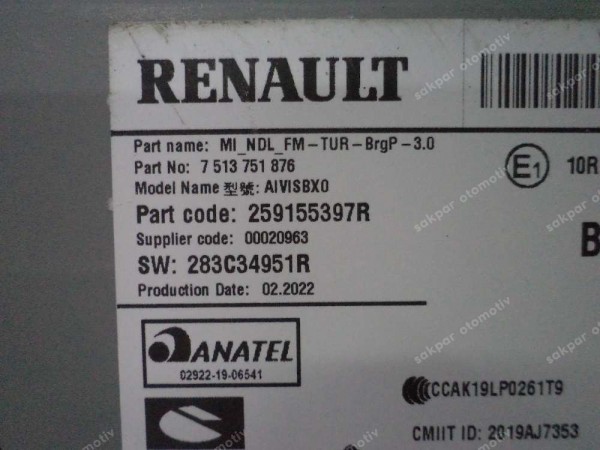 RENAULT
Part name: MI_NDL_FM-TUR-BrgP-3.0
Part No: 7 513 751 876
Model Name 型號: AIVISBX0
Part code: 259155397R
Supplier code: 00020963
SW: 283C34951R
Production Date: 02.2022
E1
10R
B
ANATEL
02922-19-06541
CCAK19LP0261T9
CMIIT ID: 2019AJ7353
sakpar otomotiv